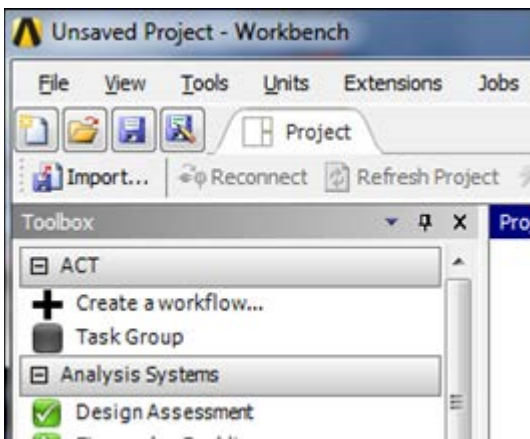 Unsaved Project - Workbench
File View Tools Units Extensions Jobs
Project
Import... Reconnect Refresh Project
Toolbox
ACT
Create a workflow...
Task Group
Analysis Systems
Design Assessment